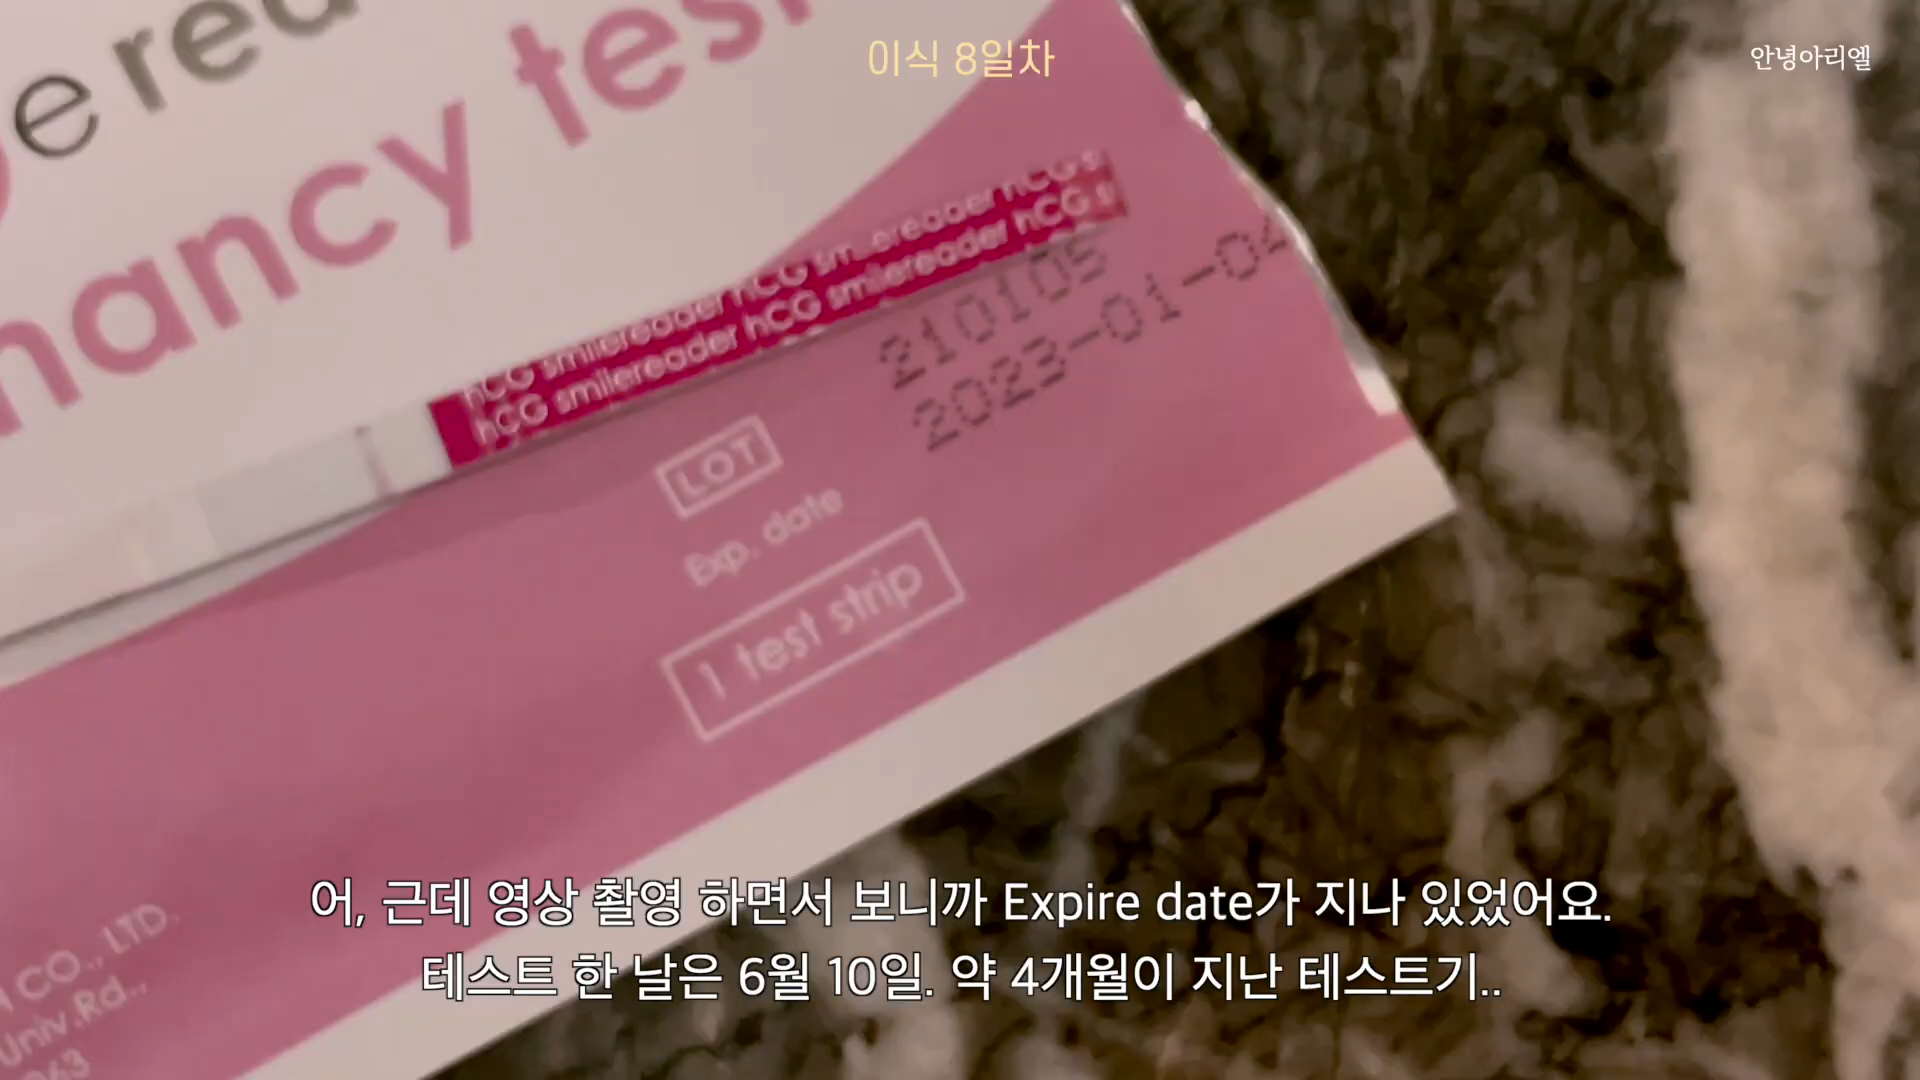 이식 8일차
안녕아리엘
e rea
nancy test
hCG smilereader hCG smilereader hCG s
hCG smilereader hCG smilereader hCG s
210105
2023-01-04
LOT
Exp. date
1 test strip
CO., LTD.
Univ.Rd.,
어, 근데 영상 촬영 하면서 보니까 Expire date가 지나 있었어요.
테스트 한 날은 6월 10일. 약 4개월이 지난 테스트기..